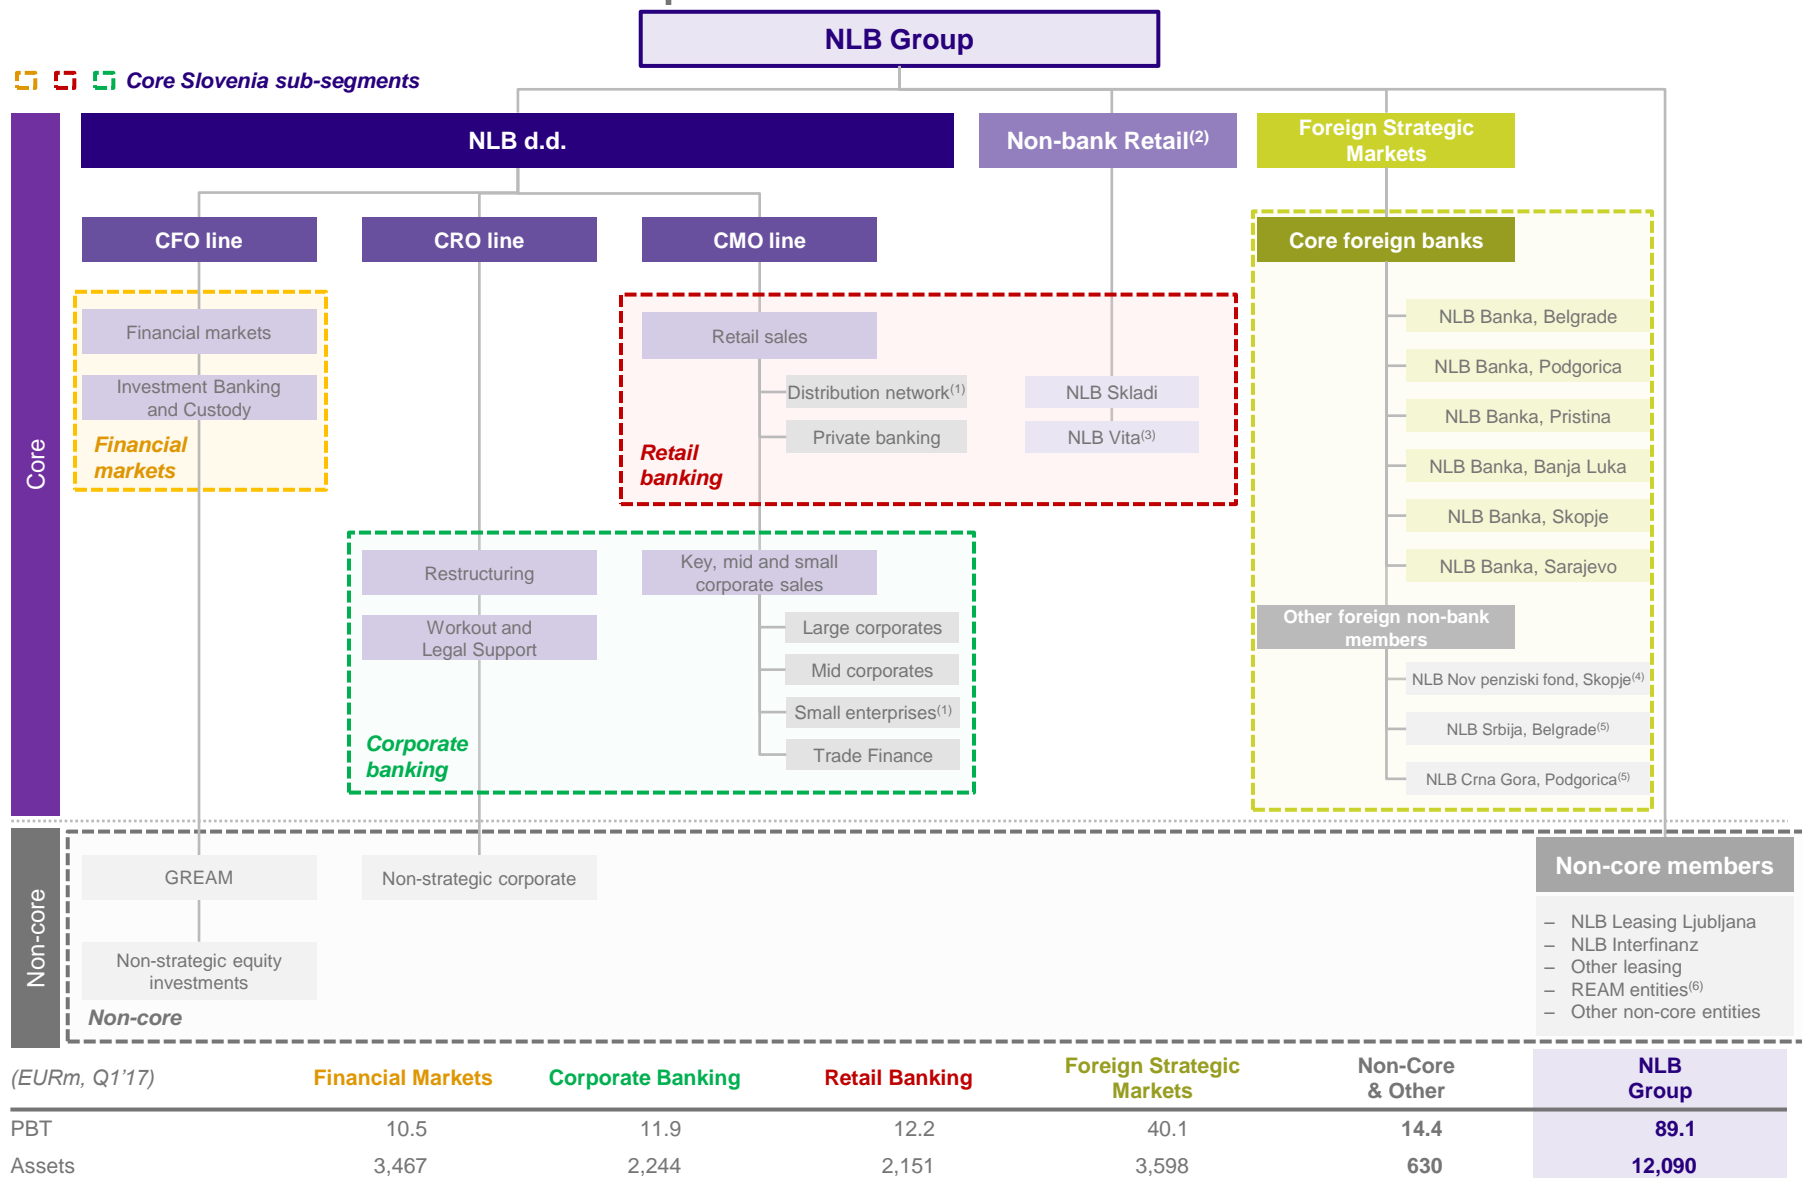 NLB Group
Core Slovenia sub-segments
Core
NLB d.d.
Non-bank Retail(2)
Foreign Strategic
Markets
CFO line
CRO line
CMO line
Core foreign banks
Financial markets
Investment Banking
and Custody
Financial
markets
Retail sales
Distribution network(1)
Private banking
NLB Skladi
NLB Vita(3)
Retail
banking
NLB Banka, Belgrade
NLB Banka, Podgorica
NLB Banka, Pristina
NLB Banka, Banja Luka
NLB Banka, Skopje
NLB Banka, Sarajevo
Restructuring
Workout and
Legal Support
Key, mid and small
corporate sales
Large corporates
Mid corporates
Small enterprises(1)
Trade Finance
Corporate
banking
Other foreign non-bank
members
NLB Nov penziski fond, Skopje(4)
NLB Srbija, Belgrade(5)
NLB Crna Gora, Podgorica(5)
Non-core
GREAM
Non-strategic corporate
Non-strategic equity
investments
Non-core
Non-core members
– NLB Leasing Ljubljana
– NLB Interfinanz
– Other leasing
– REAM entities(6)
– Other non-core entities
(EURm, Q1'17) Financial Markets Corporate Banking Retail Banking Foreign Strategic Markets Non-Core & Other NLB Group
PBT 10.5 11.9 12.2 40.1 14.4 89.1
Assets 3,467 2,244 2,151 3,598 630 12,090